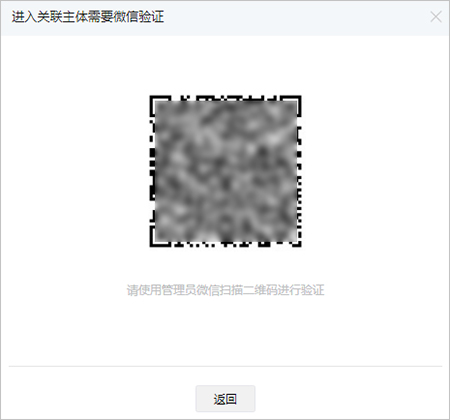 进入关联主体需要微信验证
请使用管理员微信扫描二维码进行验证
返回